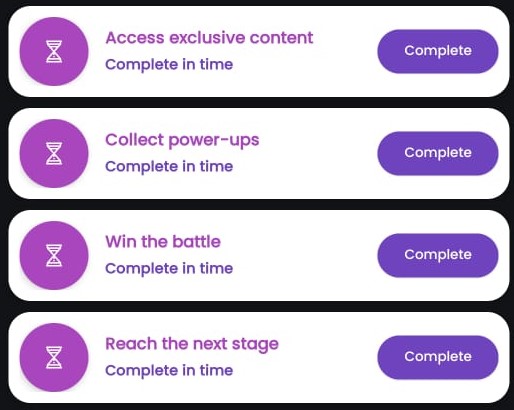 Access exclusive content
Complete in time
Complete
Collect power-ups
Complete in time
Complete
Win the battle
Complete in time
Complete
Reach the next stage
Complete in time
Complete